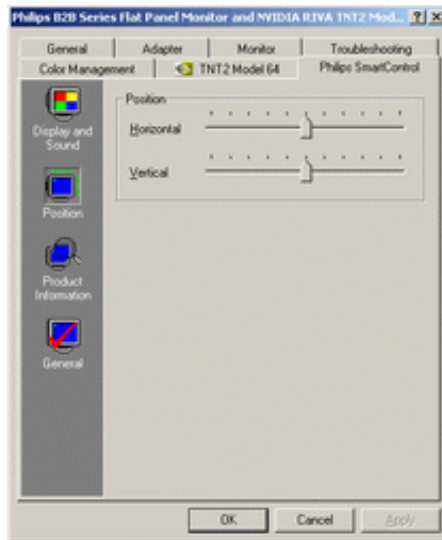 Philips B2B Series Flat Panel Monitor and NVIDIA RIVA TNT2 Mod...
General Adapter Monitor Troubleshooting
Color Management TNT2 Model 64 Philips SmartControl
Display and
Sound
Position
Product
Information
General
Position
Horizontal
Vertical
OK Cancel Apply